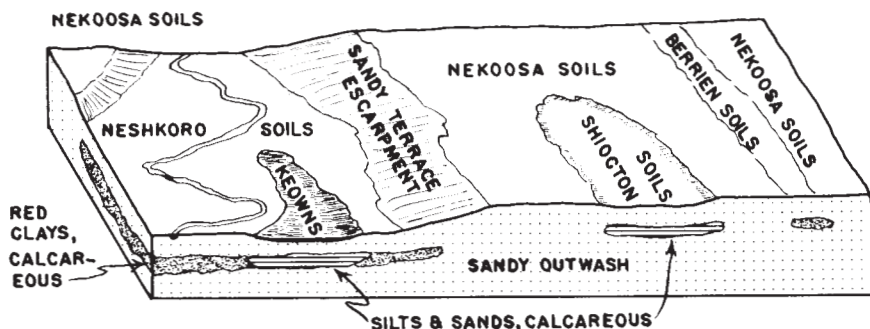 NEKOOSA SOILS
NESHKORO SOILS
KEOWNS
SANDY TERRACE
ESCARPMENT
NEKOOSA SOILS
SHIOCTON
SOILS
BERRIEN SOILS
NEKOOSA SOILS
RED
CLAYS,
CALCAR-
EOUS
SANDY OUTWASH
SILTS & SANDS, CALCAREOUS